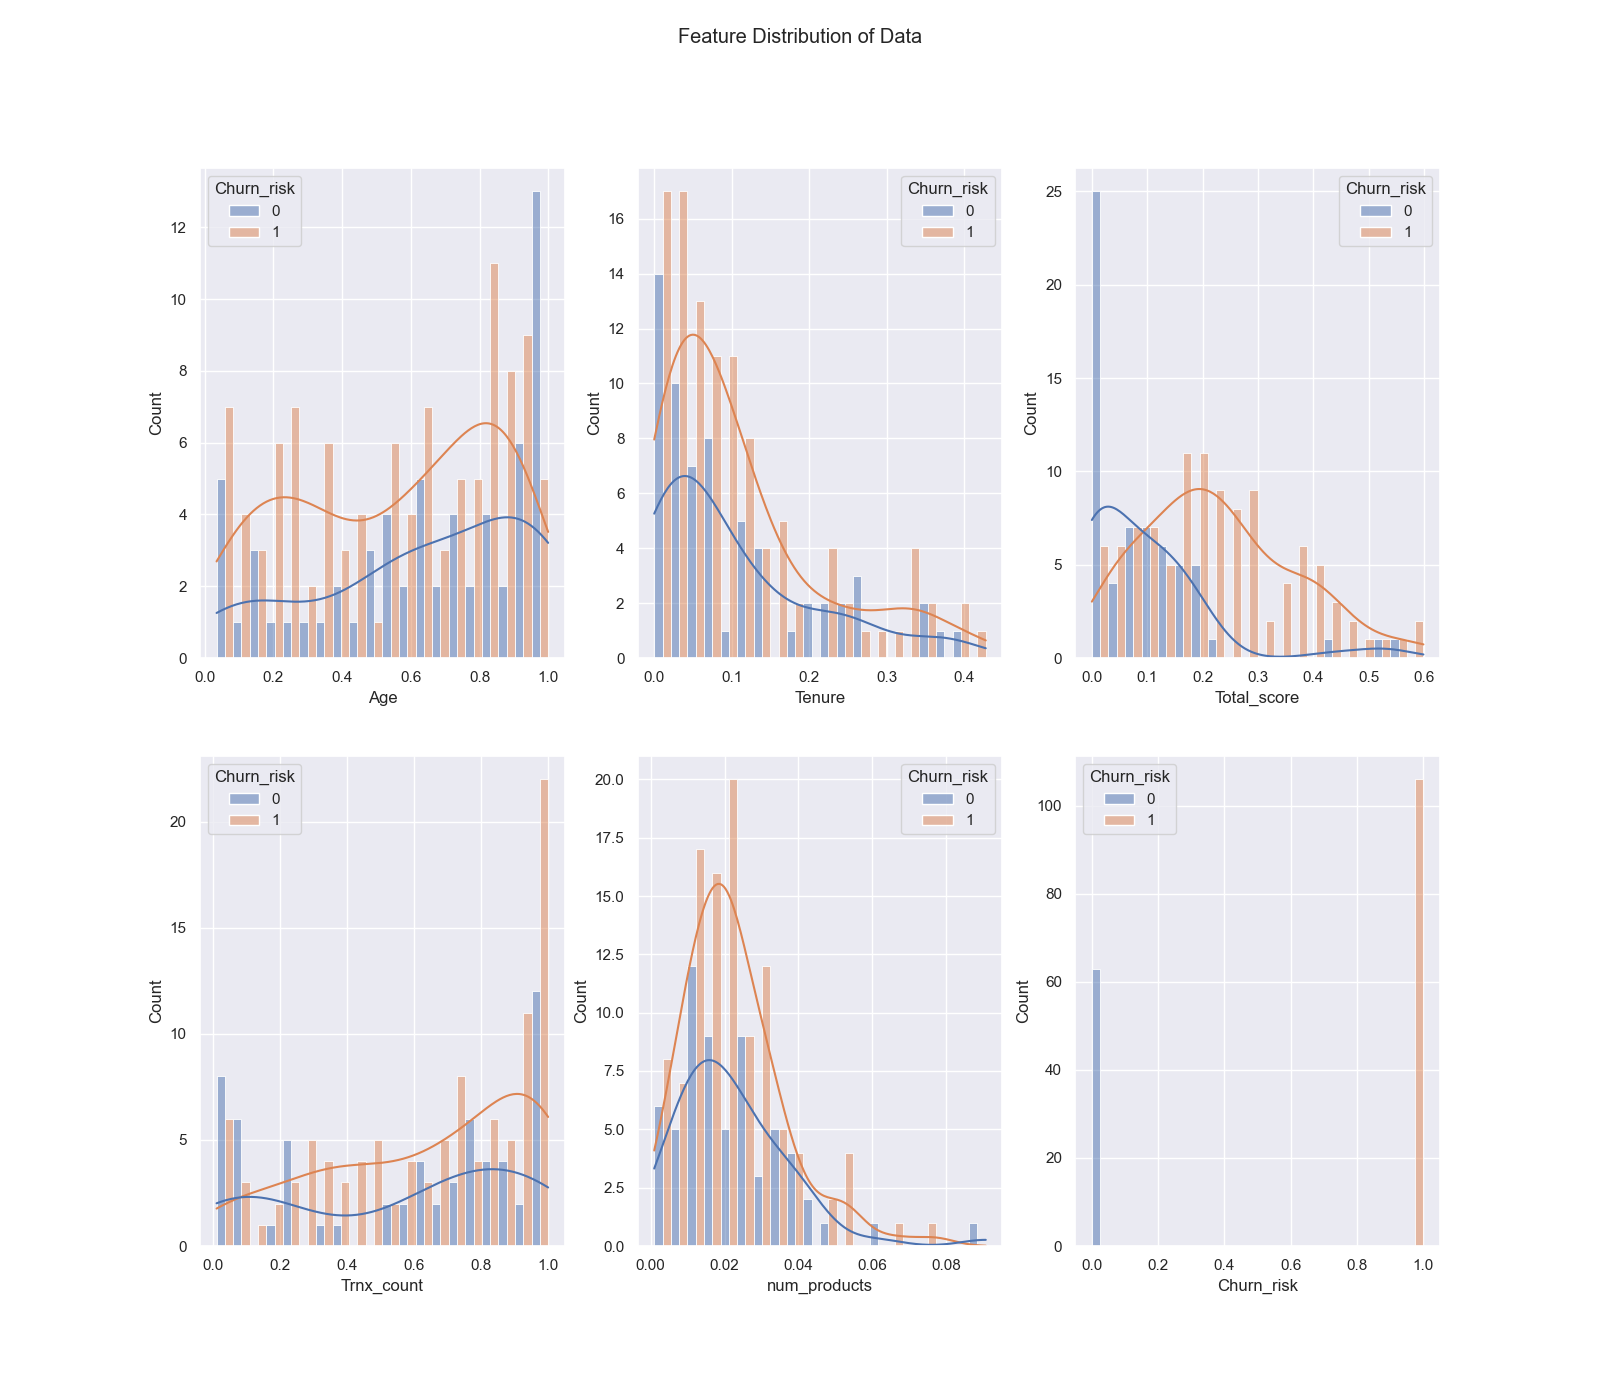 Feature Distribution of Data
Churn_risk
0
1
12
10
8
6
4
2
0
Count
0.0 0.2 0.4 0.6 0.8 1.0
Age
Churn_risk
0
1
16
14
12
10
8
6
4
2
0
Count
0.0 0.1 0.2 0.3 0.4
Tenure
Churn_risk
0
1
25
20
15
10
5
0
Count
0.0 0.1 0.2 0.3 0.4 0.5 0.6
Total_score
Churn_risk
0
1
20
15
10
5
0
Count
0.0 0.2 0.4 0.6 0.8 1.0
Trnx_count
Churn_risk
0
1
20.0
17.5
15.0
12.5
10.0
7.5
5.0
2.5
0.0
Count
0.00 0.02 0.04 0.06 0.08
num_products
Churn_risk
0
1
100
80
60
40
20
0
Count
0.0 0.2 0.4 0.6 0.8 1.0
Churn_risk